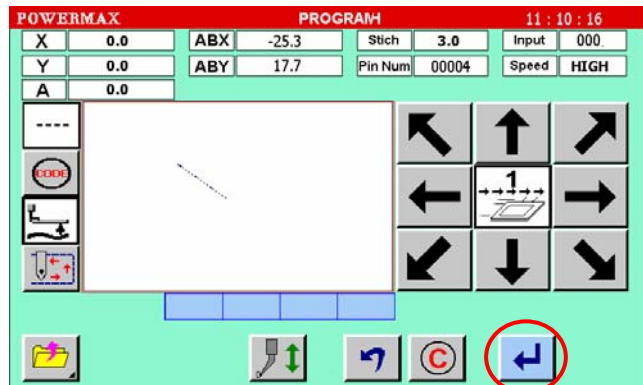 POWERMAX PROGRAM 11 : 10 : 16
X 0.0 ABX -25.3 Stich 3.0 Input 000.
Y 0.0 ABY 17.7 Pin Num 00004 Speed HIGH
A 0.0
CODE
1
C